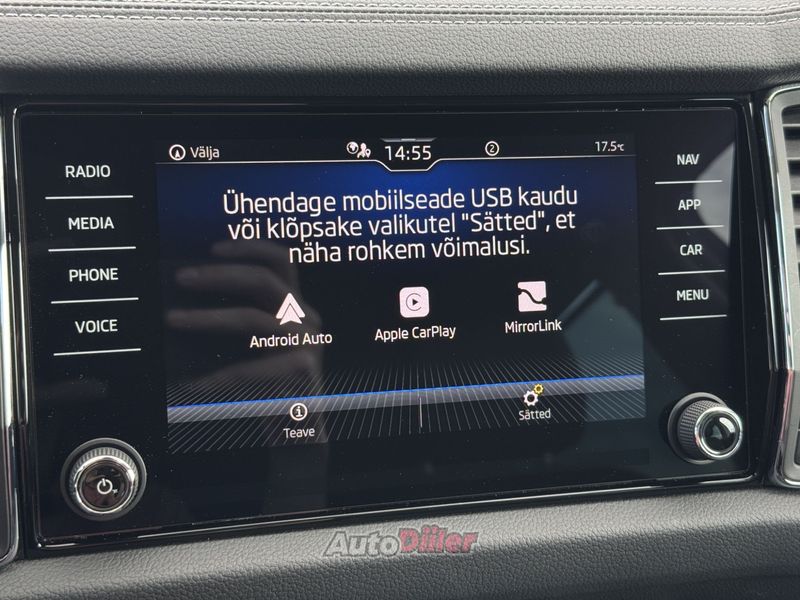 RADIO
MEDIA
PHONE
VOICE
Välja
14:55
2
17.5°C
Ühendage mobiilseade USB kaudu
või klõpsake valikutel "Sätted", et
näha rohkem võimalusi.
Android Auto
Apple CarPlay
MirrorLink
Teave
Sätted
NAV
APP
CAR
MENU
AutoDiiler